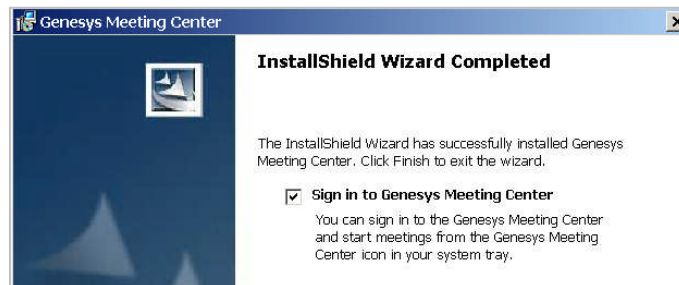 Genesys Meeting Center
InstallShield Wizard Completed
The InstallShield Wizard has successfully installed Genesys
Meeting Center. Click Finish to exit the wizard.
Sign in to Genesys Meeting Center
You can sign in to the Genesys Meeting Center
and start meetings from the Genesys Meeting
Center icon in your system tray.